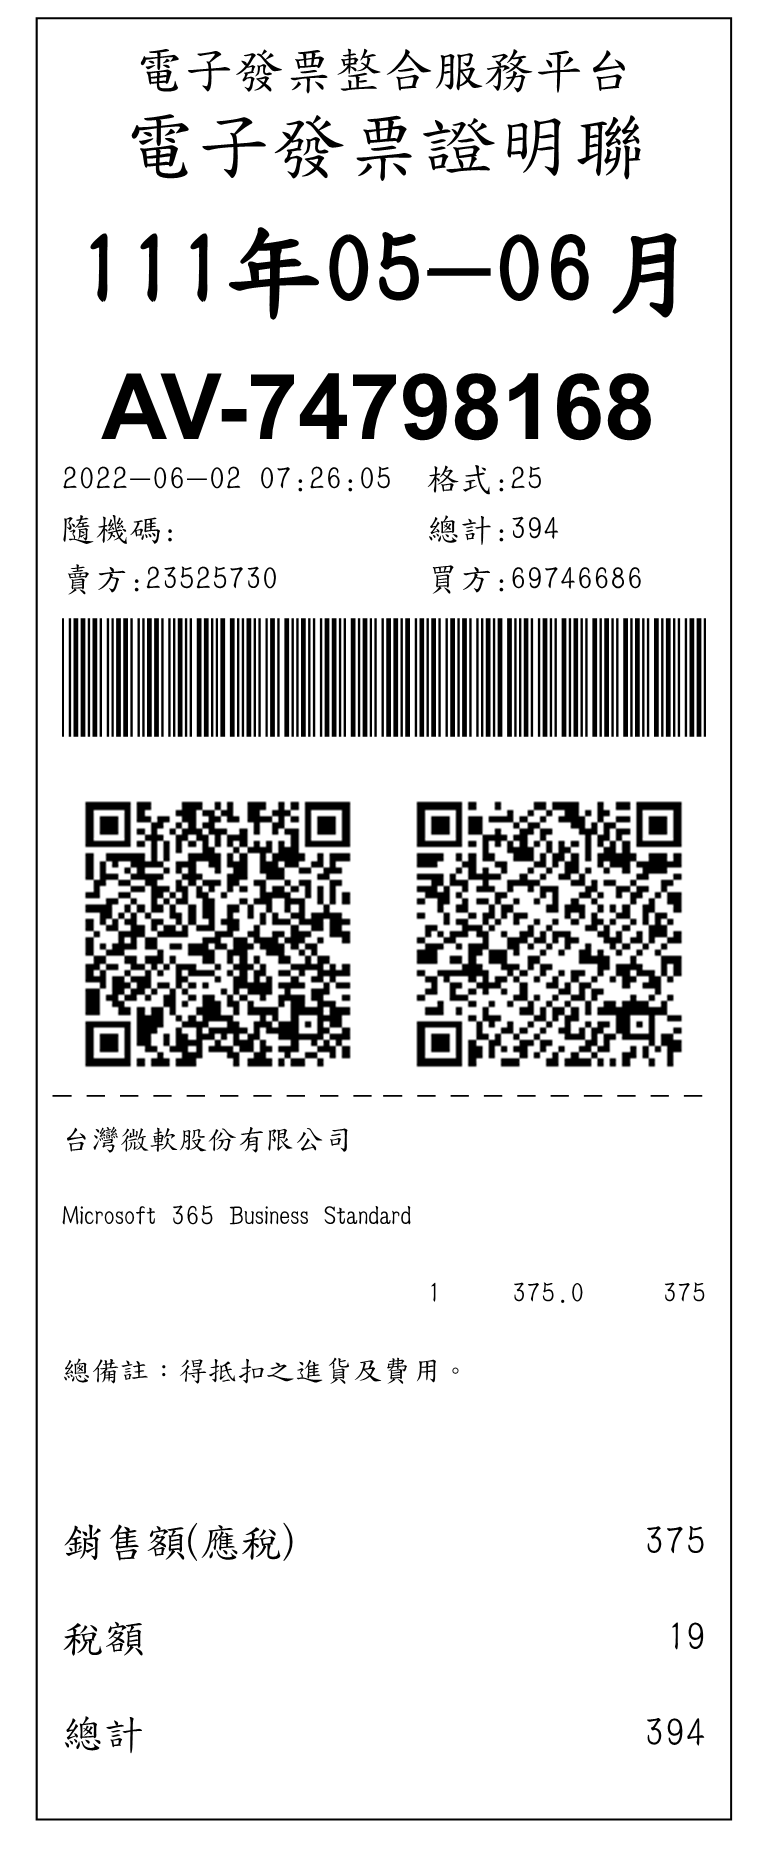 電子發票整合服務平台
電子發票證明聯
111年05-06月
AV-74798168
2022-06-02 07:26:05 格式:25
隨機碼: 總計:394
賣方:23525730 買方:69746686
台灣微軟股份有限公司
Microsoft 365 Business Standard
1 375.0 375
總備註：得抵扣之進貨及費用。
銷售額(應稅) 375
稅額 19
總計 394